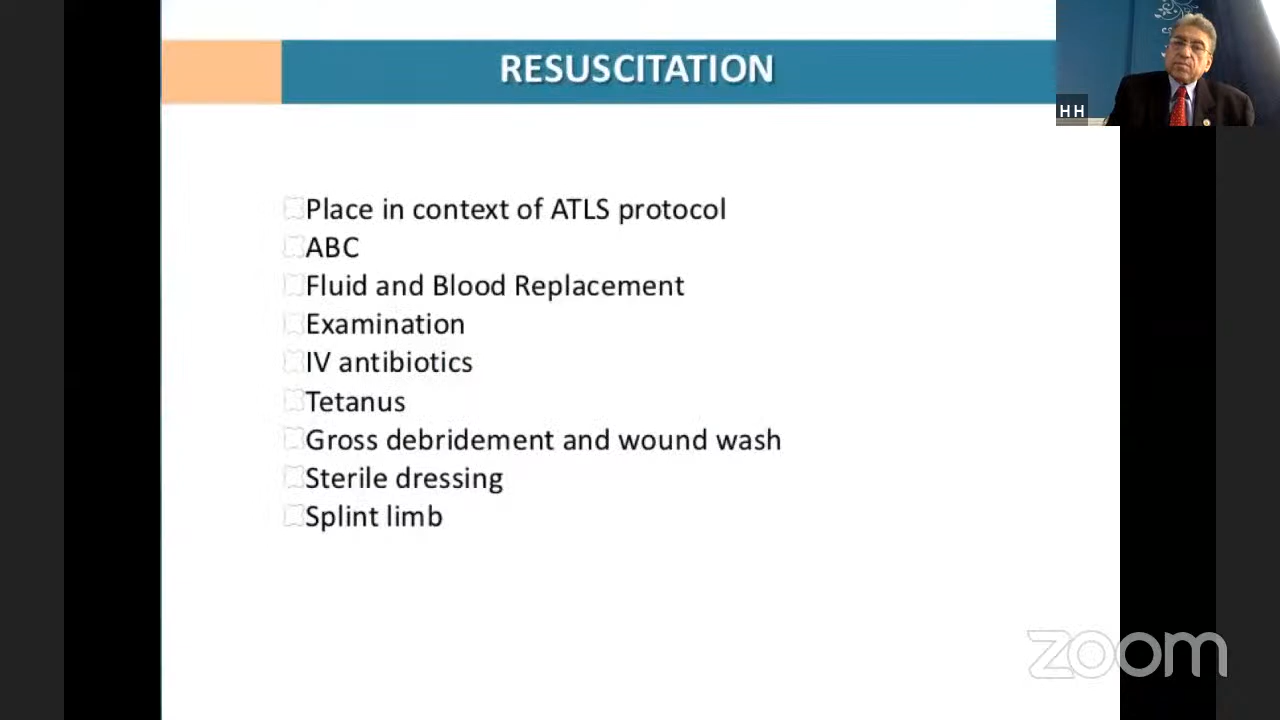 RESUSCITATION
H H
Place in context of ATLS protocol
ABC
Fluid and Blood Replacement
Examination
IV antibiotics
Tetanus
Gross debridement and wound wash
Sterile dressing
Splint limb
zoom